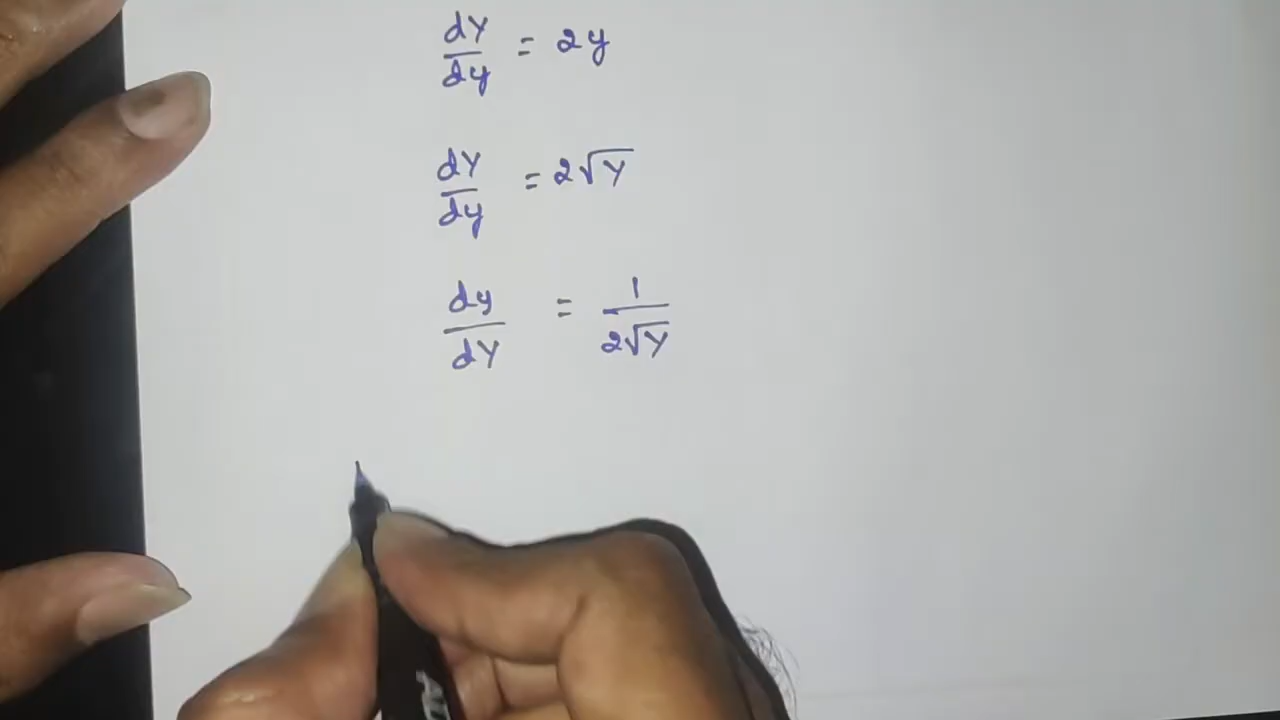 dY/dy = 2y
dY/dy = 2√Y
dy/dY = 1/2√Y